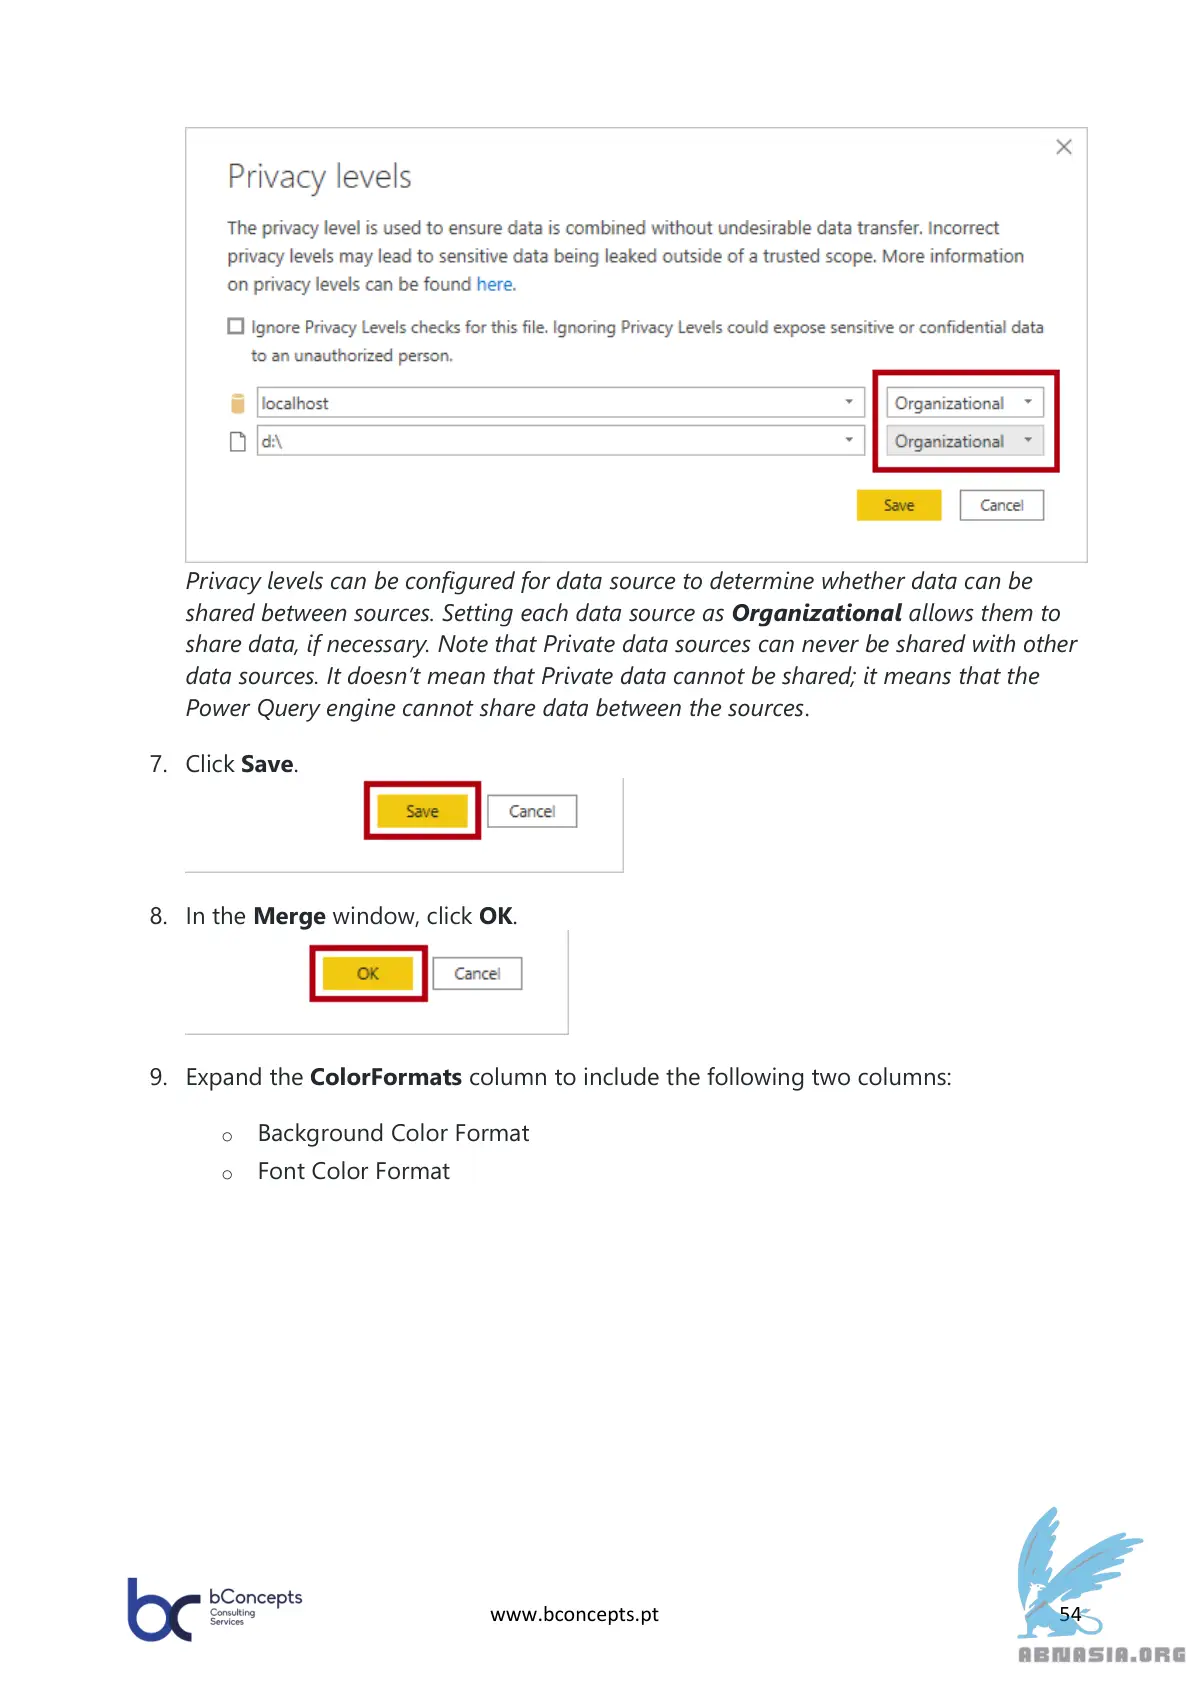 Privacy levels
The privacy level is used to ensure data is combined without undesirable data transfer. Incorrect
privacy levels may lead to sensitive data being leaked outside of a trusted scope. More information
on privacy levels can be found here.
Ignore Privacy Levels checks for this file. Ignoring Privacy Levels could expose sensitive or confidential data
to an unauthorized person.
localhost Organizational
d:\ Organizational
Save Cancel
Privacy levels can be configured for data source to determine whether data can be
shared between sources. Setting each data source as Organizational allows them to
share data, if necessary. Note that Private data sources can never be shared with other
data sources. It doesn’t mean that Private data cannot be shared; it means that the
Power Query engine cannot share data between the sources.
7. Click Save.
Save Cancel
8. In the Merge window, click OK.
OK Cancel
9. Expand the ColorFormats column to include the following two columns:
o Background Color Format
o Font Color Format
bc bConcepts
Consulting
Services
www.bconcepts.pt
54
ABNASIA.ORG